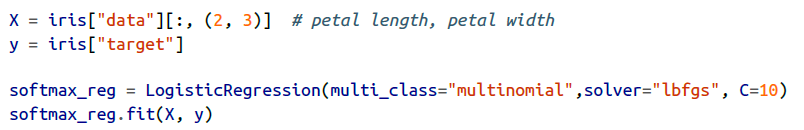 X = iris["data"][:, (2, 3)]  # petal length, petal width
y = iris["target"]
softmax_reg = LogisticRegression(multi_class="multinomial",solver="lbfgs", C=10)
softmax_reg.fit(X, y)